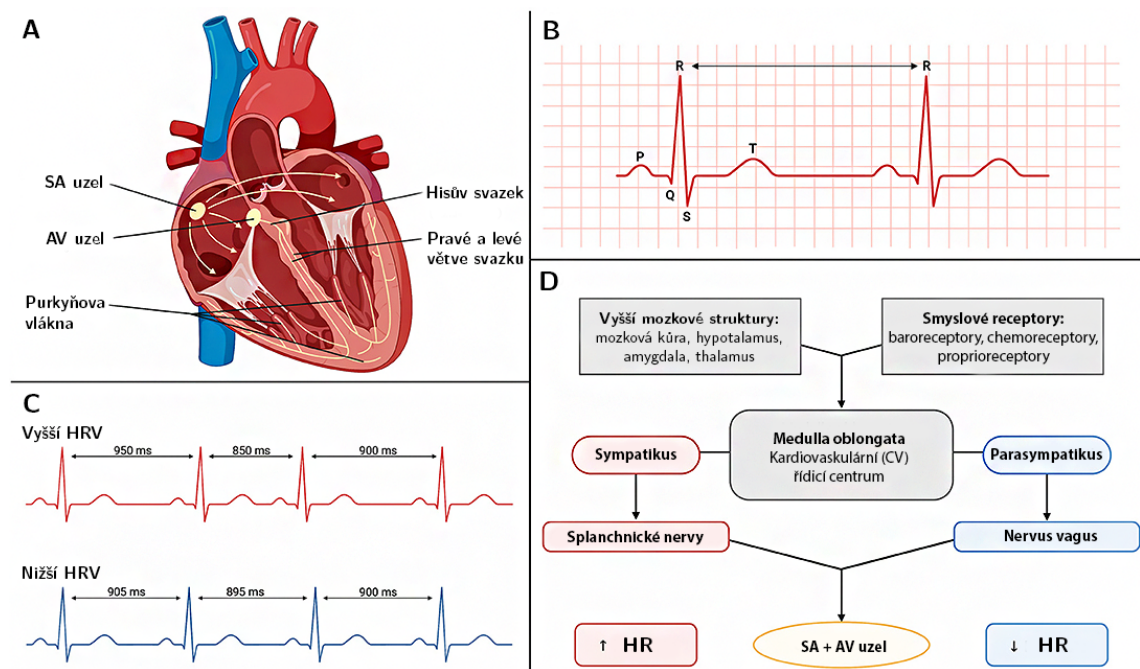 A
SA uzel
AV uzel
Purkyňova
vlákna
Hisův svazek
Pravé a levé
větve svazku
B
R
R
P
Q
S
T
C
Vyšší HRV
950 ms
850 ms
900 ms
Nižší HRV
905 ms
895 ms
900 ms
D
Vyšší mozkové struktury:
mozková kůra, hypotalamus,
amygdala, thalamus
Smyslové receptory:
baroreceptory, chemoreceptory,
proprioreceptory
Medulla oblongata
Kardiovaskulární (CV)
řídicí centrum
Sympatikus
Parasympatikus
Splanchnické nervy
Nervus vagus
↑ HR
SA + AV uzel
↓ HR